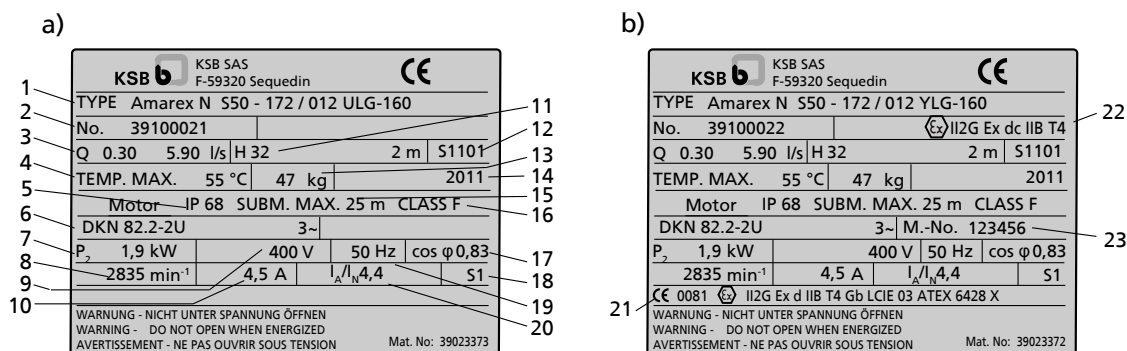 a)
KSB b
KSB SAS
F-59320 Sequedin
CE
TYPE Amarex N S50 - 172 / 012 ULG-160
No. 39100021
Q 0.30 5.90 l/s H 32 2 m S1101
TEMP. MAX. 55 °C 47 kg 2011
Motor IP 68 SUBM. MAX. 25 m CLASS F
DKN 82.2-2U 3~
P2 1,9 kW 400 V 50 Hz cos φ 0,83
2835 min-1 4,5 A IA/IN 4,4 S1
WARNUNG - NICHT UNTER SPANNUNG ÖFFNEN
WARNING - DO NOT OPEN WHEN ENERGIZED
AVERTISSEMENT - NE PAS OUVRIR SOUS TENSION Mat. No: 39023373
1
2
3
4
5
6
7
8
9
10
11
12
13
14
15
16
17
18
19
20
b)
KSB b
KSB SAS
F-59320 Sequedin
CE
TYPE Amarex N S50 - 172 / 012 YLG-160
No. 39100022 Ex II2G Ex dc IIB T4
Q 0.30 5.90 l/s H 32 2 m S1101
TEMP. MAX. 55 °C 47 kg 2011
Motor IP 68 SUBM. MAX. 25 m CLASS F
DKN 82.2-2U 3~ M.-No. 123456
P2 1,9 kW 400 V 50 Hz cos φ 0,83
2835 min-1 4,5 A IA/IN 4,4 S1
CE 0081 Ex II2G Ex d IIB T4 Gb LCIE 03 ATEX 6428 X
WARNUNG - NICHT UNTER SPANNUNG ÖFFNEN
WARNING - DO NOT OPEN WHEN ENERGIZED
AVERTISSEMENT - NE PAS OUVRIR SOUS TENSION Mat. No: 39023372
21
22
23